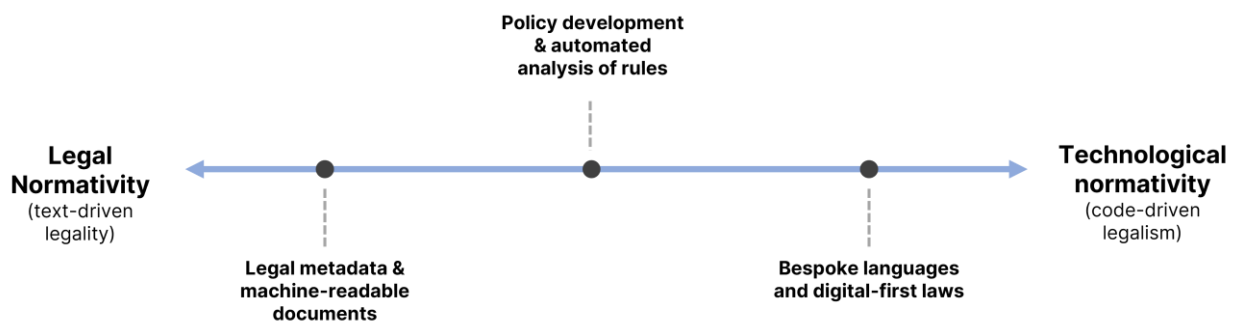 Policy development
& automated
analysis of rules
Legal
Normativity
(text-driven
legality)
Technological
normativity
(code-driven
legalism)
Legal metadata &
machine-readable
documents
Bespoke languages
and digital-first laws